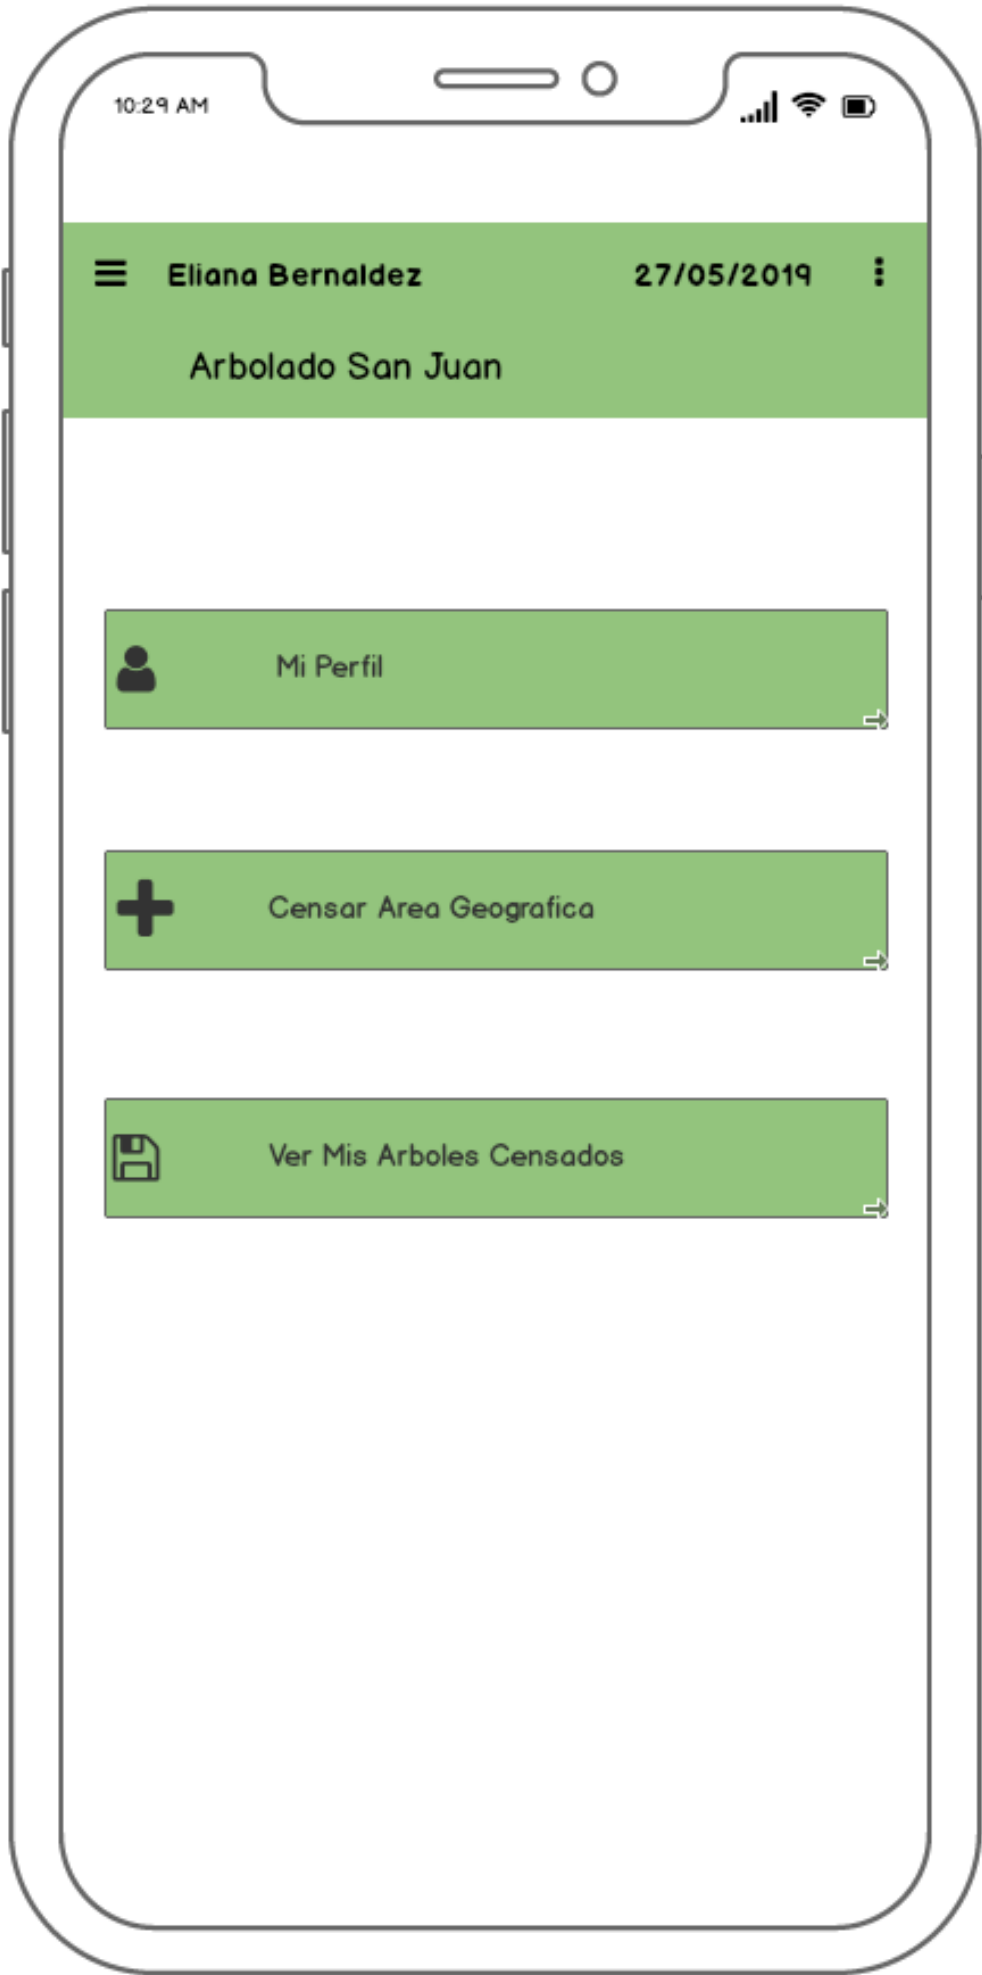 10:29 AM
Eliana Bernaldez 27/05/2019
Arbolado San Juan
Mi Perfil
Censar Area Geografica
Ver Mis Arboles Censados